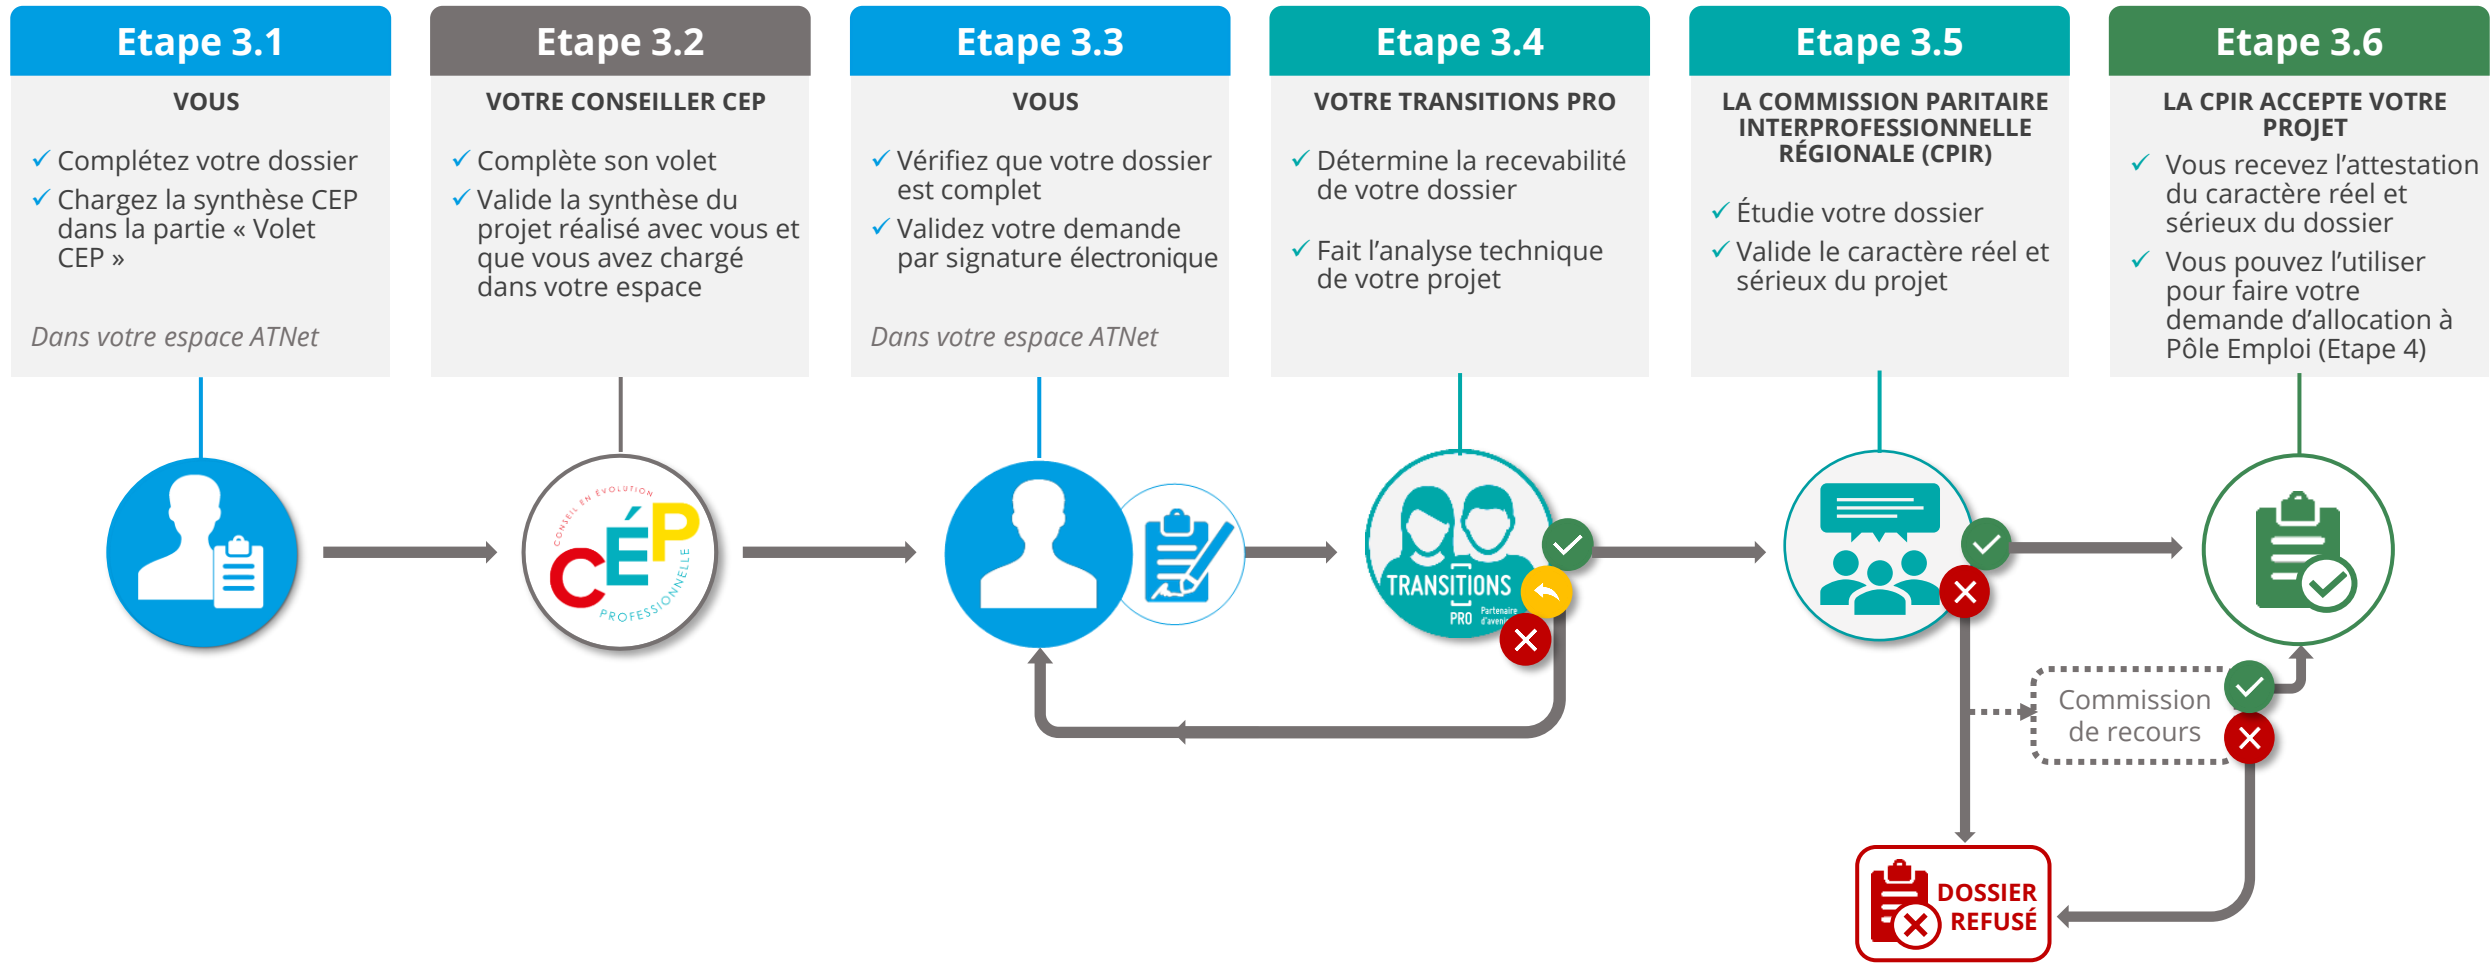 Etape 3.1
VOUS
Complétez votre dossier
Chargez la synthèse CEP
dans la partie « Volet
CEP »
Dans votre espace ATNet
Etape 3.2
VOTRE CONSEILLER CEP
Complète son volet
Valide la synthèse du
projet réalisé avec vous et
que vous avez chargé
dans votre espace
Etape 3.3
VOUS
Vérifiez que votre dossier
est complet
Validez votre demande
par signature électronique
Dans votre espace ATNet
Etape 3.4
VOTRE TRANSITIONS PRO
Détermine la recevabilité
de votre dossier
Fait l’analyse technique
de votre projet
Etape 3.5
LA COMMISSION PARITAIRE
INTERPROFESSIONNELLE
RÉGIONALE (CPIR)
Étudie votre dossier
Valide le caractère réel et
sérieux du projet
Etape 3.6
LA CPIR ACCEPTE VOTRE
PROJET
Vous recevez l’attestation
du caractère réel et
sérieux du dossier
Vous pouvez l’utiliser
pour faire votre
demande d’allocation à
Pôle Emploi (Etape 4)
CONSEIL EN ÉVOLUTION
CÉP
PROFESSIONNELLE
TRANSITIONS
PRO
Partenaire
Commission
de recours
DOSSIER
REFUSÉ